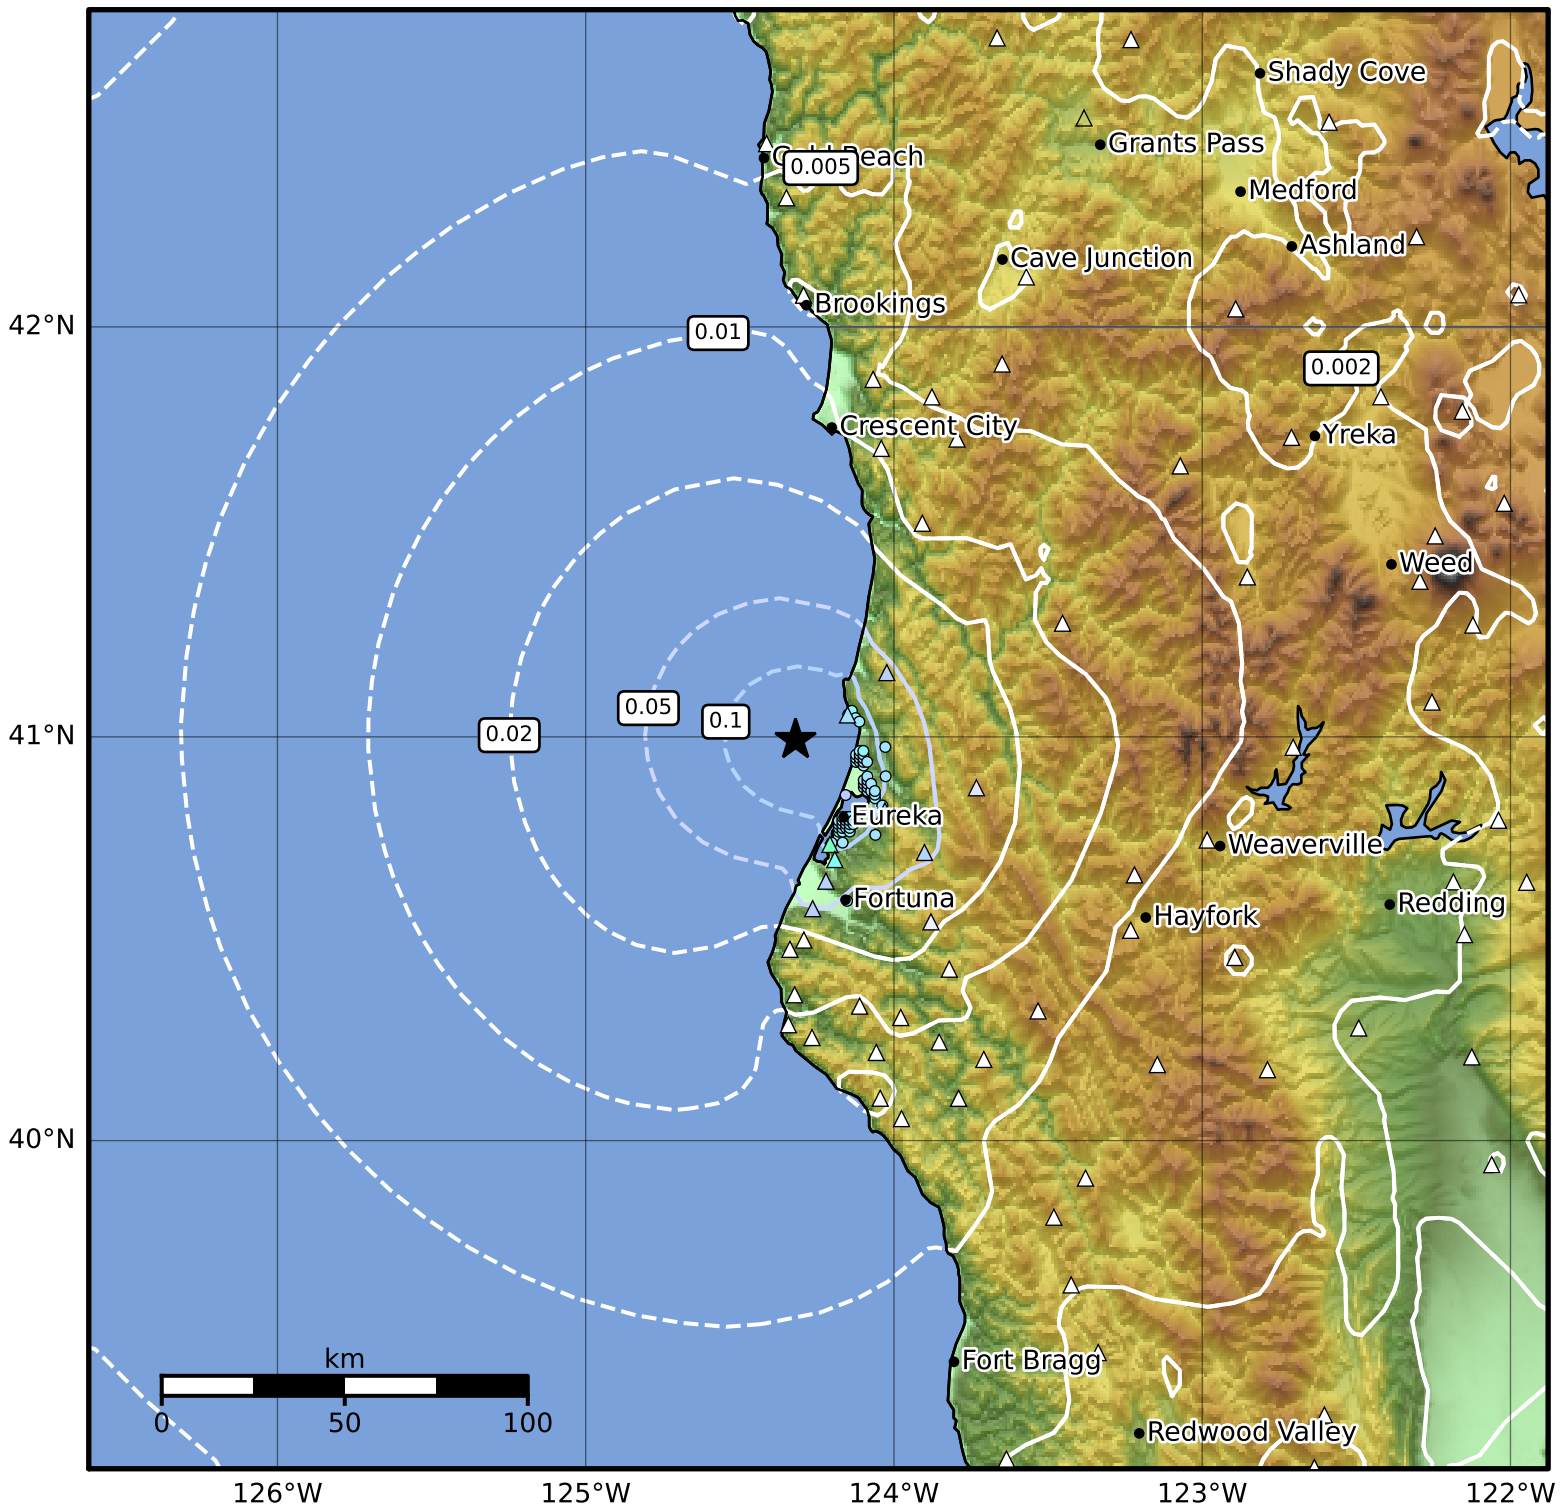 Shady Cove
Grants Pass
Gold Beach
0.005
Medford
Ashland
Cave Junction
Brookings
42°N
0.01
0.002
Crescent City
Yreka
Weed
0.05
0.1
0.02
41°N
Eureka
Weaverville
Fortuna
Redding
Hayfork
40°N
km
Fort Bragg
0
50
100
Redwood Valley
126°W
125°W
124°W
123°W
122°W